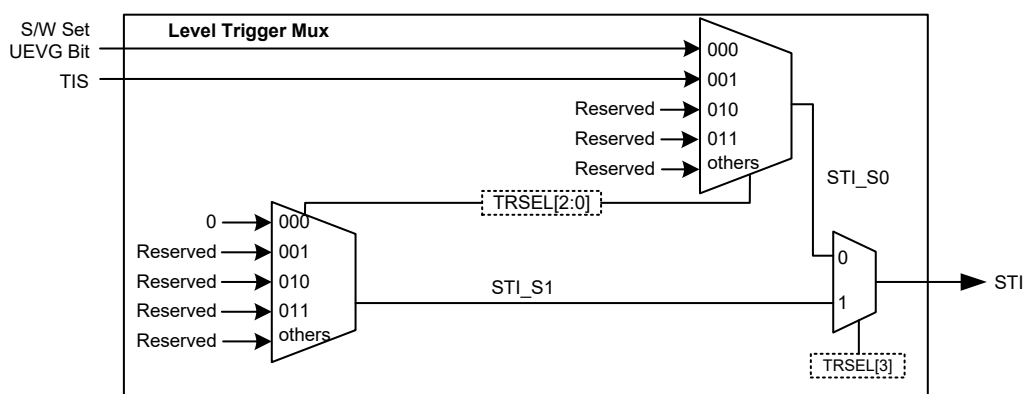 S/W Set
UEVG Bit
Level Trigger Mux
000
TIS
001
Reserved
010
Reserved
011
Reserved
others
STI_S0
TRSEL[2:0]
0
000
Reserved
001
0
Reserved
010
STI_S1
STI
Reserved
011
1
Reserved
others
TRSEL[3]